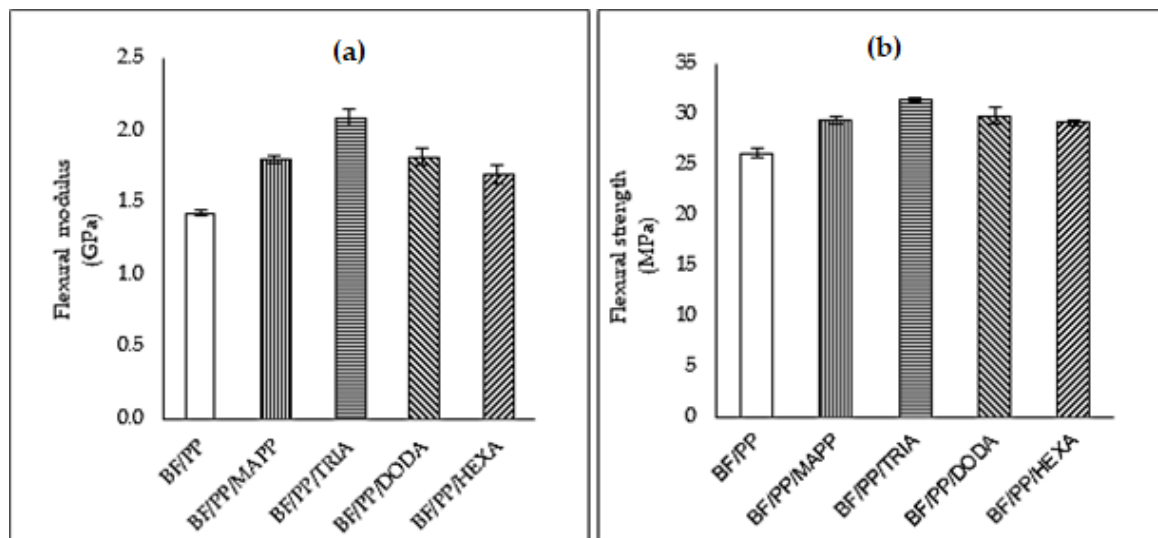 (a)
2.5
2.0
1.5
1.0
0.5
0.0
Flexural modulus
(GPa)
BF/PP
BF/PP/MAPP
BF/PP/TRIA
BF/PP/DODA
BF/PP/HEXA
(b)
35
30
25
20
15
10
5
0
Flexural strength
(MPa)
BF/PP
BF/PP/MAPP
BF/PP/TRIA
BF/PP/DODA
BF/PP/HEXA